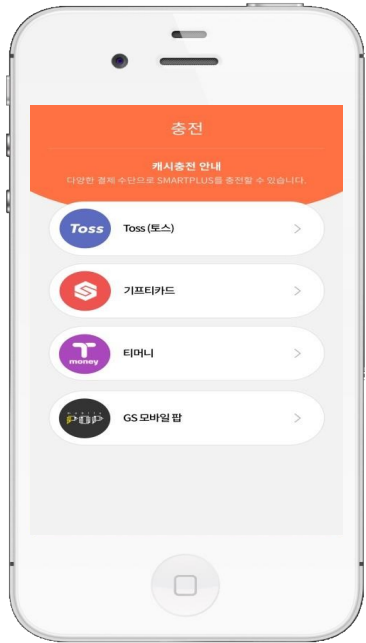 충전
캐시충전 안내
다양한 결제 수단으로 SMARTPLUS를 충전할 수 있습니다.
Toss Toss (토스)
기프티카드
T money 티머니
MOBILE POP GS 모바일 팝